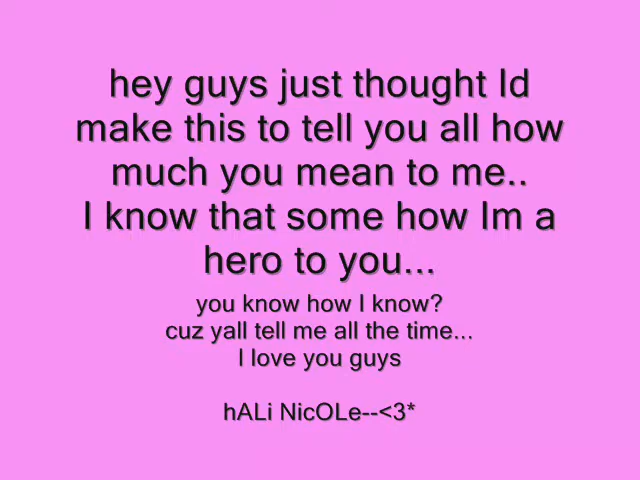 hey guys just thought Id
make this to tell you all how
much you mean to me..
I know that some how Im a
hero to you...
you know how I know?
cuz yall tell me all the time...
I love you guys
hALi NicOLe--<3*